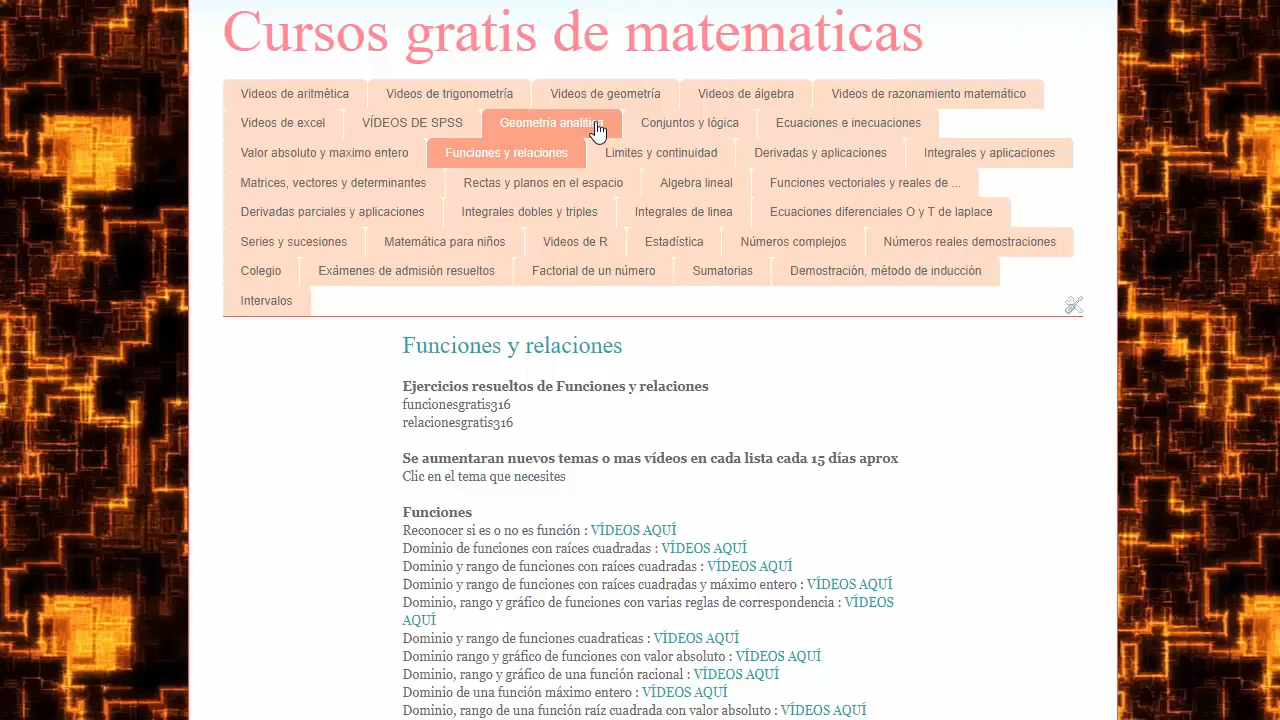 Cursos gratis de matematicas
Videos de aritmética Videos de trigonometría Videos de geometría Videos de álgebra Videos de razonamiento matemático
Videos de excel VÍDEOS DE SPSS Geometría analítica Conjuntos y lógica Ecuaciones e inecuaciones
Valor absoluto y maximo entero Funciones y relaciones Limites y continuidad Derivadas y aplicaciones Integrales y aplicaciones
Matrices, vectores y determinantes Rectas y planos en el espacio Algebra lineal Funciones vectoriales y reales de ...
Derivadas parciales y aplicaciones Integrales dobles y triples Integrales de linea Ecuaciones diferenciales O y T de laplace
Series y sucesiones Matemática para niños Videos de R Estadística Números complejos Números reales demostraciones
Colegio Exámenes de admisión resueltos Factorial de un número Sumatorias Demostración, método de inducción
Intervalos
Funciones y relaciones
Ejercicios resueltos de Funciones y relaciones
funcionesgratis316
relacionesgratis316
Se aumentaran nuevos temas o mas vídeos en cada lista cada 15 días aprox
Clic en el tema que necesites
Funciones
Reconocer si es o no es función : VÍDEOS AQUÍ
Dominio de funciones con raíces cuadradas : VÍDEOS AQUÍ
Dominio y rango de funciones con raíces cuadradas : VÍDEOS AQUÍ
Dominio y rango de funciones con raíces cuadradas y máximo entero : VÍDEOS AQUÍ
Dominio, rango y gráfico de funciones con varias reglas de correspondencia : VÍDEOS
AQUÍ
Dominio y rango de funciones cuadraticas : VÍDEOS AQUÍ
Dominio rango y gráfico de funciones con valor absoluto : VÍDEOS AQUÍ
Dominio, rango y gráfico de una función racional : VÍDEOS AQUÍ
Dominio de una función máximo entero : VÍDEOS AQUÍ
Dominio, rango de una función raíz cuadrada con valor absoluto : VÍDEOS AQUÍ